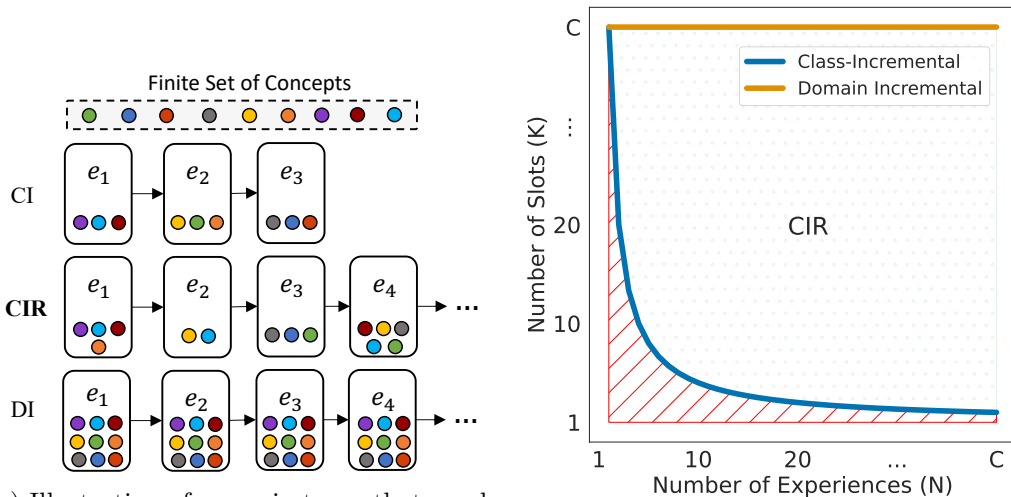 Finite Set of Concepts
CI
e1
e2
e3
CIR
e1
e2
e3
e4
...
DI
e1
e2
e3
e4
...
Number of Slots (K)
C
...
20
10
1
Class-Incremental
Domain Incremental
CIR
1
10
20
...
C
Number of Experiences (N)